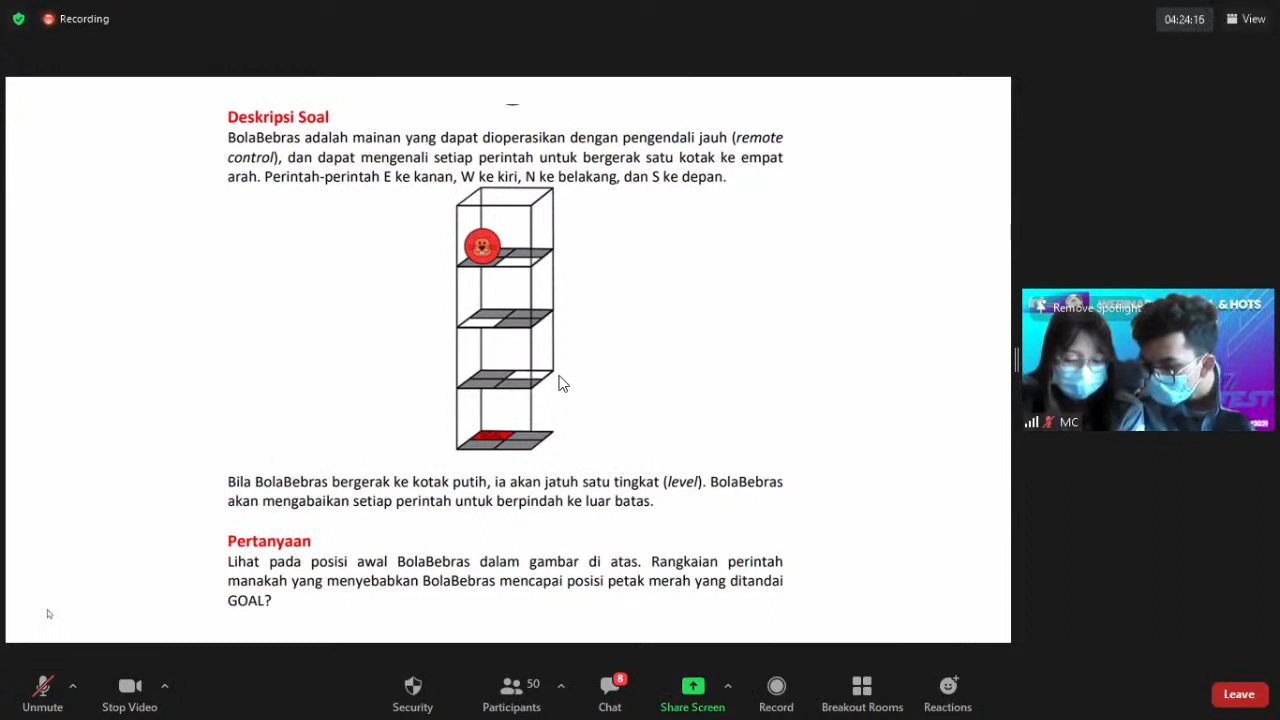 Recording
04:24:16
View
Deskripsi Soal
BolaBebras adalah mainan yang dapat dioperasikan dengan pengendali jauh (remote
control), dan dapat mengenali setiap perintah untuk bergerak satu kotak ke empat
arah. Perintah-perintah E ke kanan, W ke kiri, N ke belakang, dan S ke depan.
Bila BolaBebras bergerak ke kotak putih, ia akan jatuh satu tingkat (level). BolaBebras
akan mengabaikan setiap perintah untuk berpindah ke luar batas.
Pertanyaan
Lihat pada posisi awal BolaBebras dalam gambar di atas. Rangkaian perintah
manakah yang menyebabkan BolaBebras mencapai posisi petak merah yang ditandai
GOAL?
& HOTS
Remove Spotlight
MC
Unmute
Stop Video
Security
50
Participants
8
Chat
Share Screen
Record
Breakout Rooms
Reactions
Leave